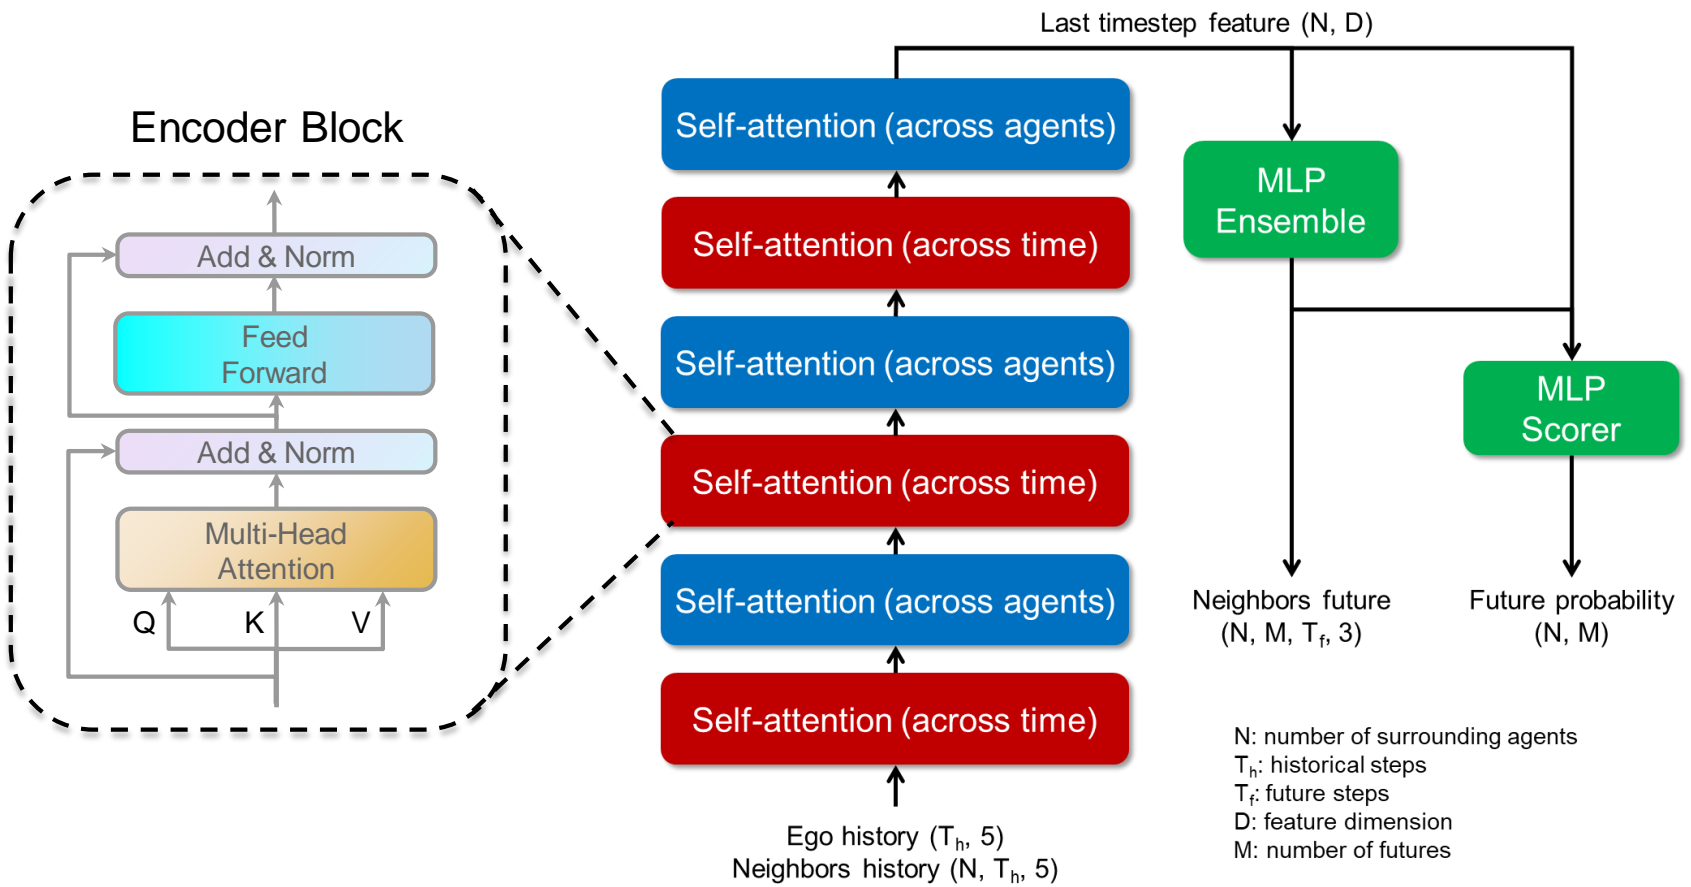 Last timestep feature (N, D)
Encoder Block
Add & Norm
Feed
Forward
Add & Norm
Multi-Head
Attention
Q
K
V
Self-attention (across agents)
Self-attention (across time)
Self-attention (across agents)
Self-attention (across time)
Self-attention (across agents)
Self-attention (across time)
Ego history (Tₕ, 5)
Neighbors history (N, Tₕ, 5)
MLP
Ensemble
MLP
Scorer
Neighbors future
(N, M, T_f, 3)
Future probability
(N, M)
N: number of surrounding agents
Tₕ: historical steps
T_f: future steps
D: feature dimension
M: number of futures